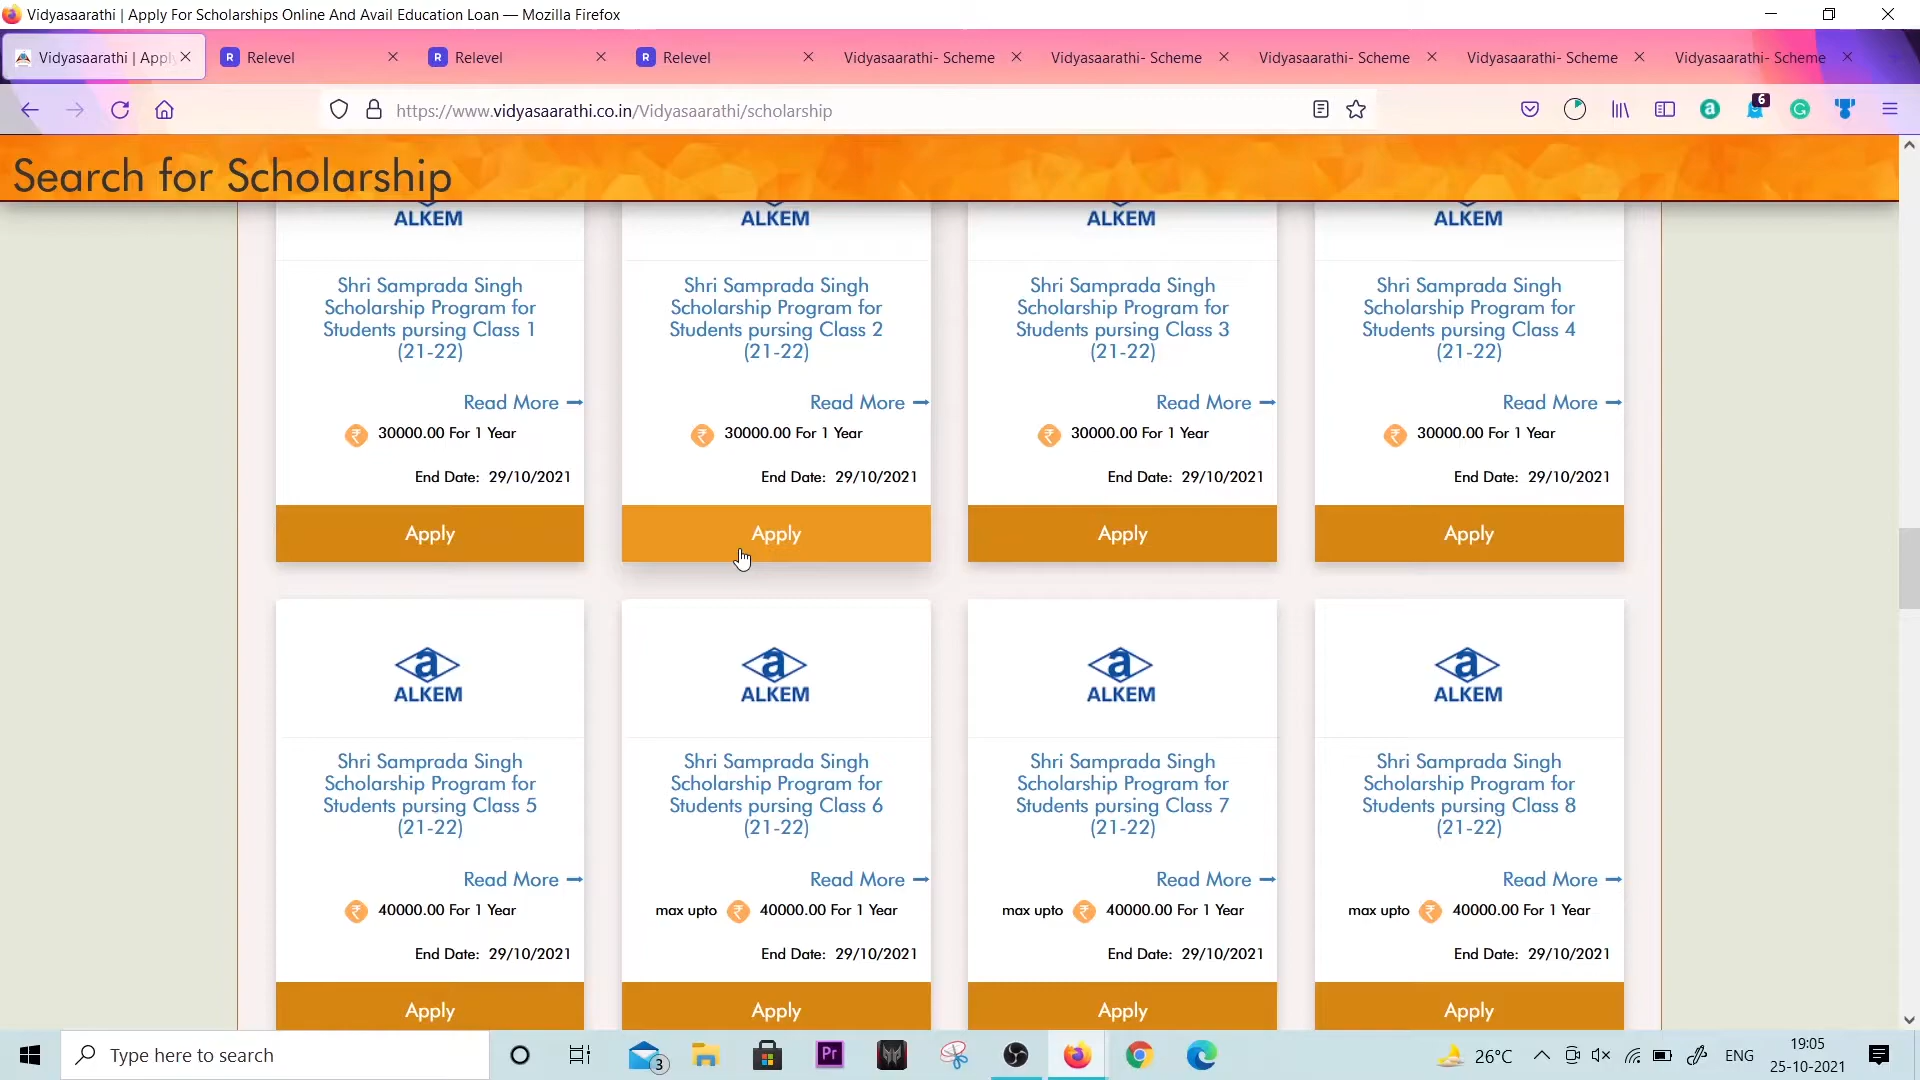 Vidyasaarathi | Apply For Scholarships Online And Avail Education Loan — Mozilla Firefox
Vidyasaarathi | Apply
Relevel
Relevel
Relevel
Vidyasaarathi- Scheme
Vidyasaarathi- Scheme
Vidyasaarathi- Scheme
Vidyasaarathi- Scheme
Vidyasaarathi- Scheme
https://www.vidyasaarathi.co.in/Vidyasaarathi/scholarship
6
Search for Scholarship
ALKEM
ALKEM
ALKEM
ALKEM
Shri Samprada Singh
Scholarship Program for
Students pursing Class 1
(21-22)
Read More
30000.00 For 1 Year
End Date: 29/10/2021
Apply
Shri Samprada Singh
Scholarship Program for
Students pursing Class 2
(21-22)
Read More
30000.00 For 1 Year
End Date: 29/10/2021
Apply
Shri Samprada Singh
Scholarship Program for
Students pursing Class 3
(21-22)
Read More
30000.00 For 1 Year
End Date: 29/10/2021
Apply
Shri Samprada Singh
Scholarship Program for
Students pursing Class 4
(21-22)
Read More
30000.00 For 1 Year
End Date: 29/10/2021
Apply
a
ALKEM
Shri Samprada Singh
Scholarship Program for
Students pursing Class 5
(21-22)
Read More
₹ 40000.00 For 1 Year
End Date: 29/10/2021
Apply
a
ALKEM
Shri Samprada Singh
Scholarship Program for
Students pursing Class 6
(21-22)
Read More
max upto ₹ 40000.00 For 1 Year
End Date: 29/10/2021
Apply
a
ALKEM
Shri Samprada Singh
Scholarship Program for
Students pursing Class 7
(21-22)
Read More
max upto ₹ 40000.00 For 1 Year
End Date: 29/10/2021
Apply
a
ALKEM
Shri Samprada Singh
Scholarship Program for
Students pursing Class 8
(21-22)
Read More
max upto ₹ 40000.00 For 1 Year
End Date: 29/10/2021
Apply
Type here to search
3
Pr
26°C
ENG
19:05
25-10-2021